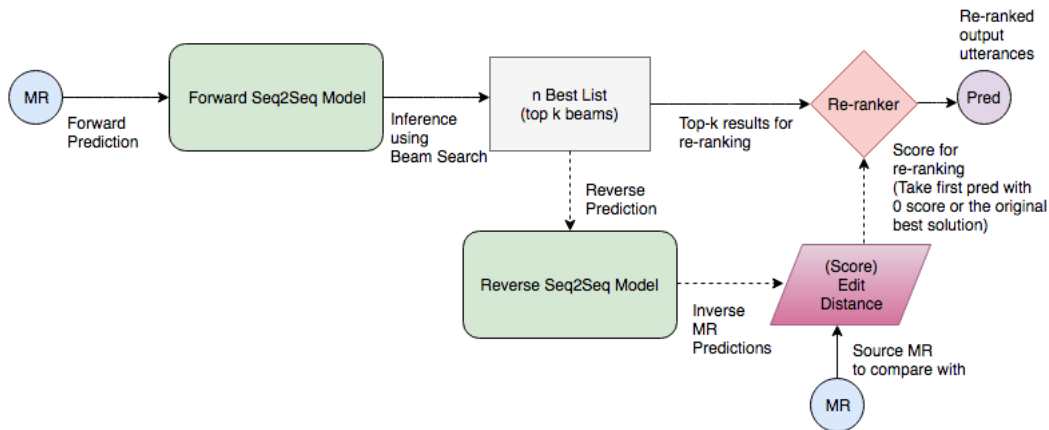 MR
Forward
Prediction
Forward Seq2Seq Model
Inference
using
Beam Search
n Best List
(top k beams)
Top-k results for
re-ranking
Re-ranker
Re-ranked
output
utterances
Pred
Reverse
Prediction
Reverse Seq2Seq Model
Inverse
MR
Predictions
Score for
re-ranking
(Take first pred with
0 score or the original
best solution)
(Score)
Edit
Distance
Source MR
to compare with
MR